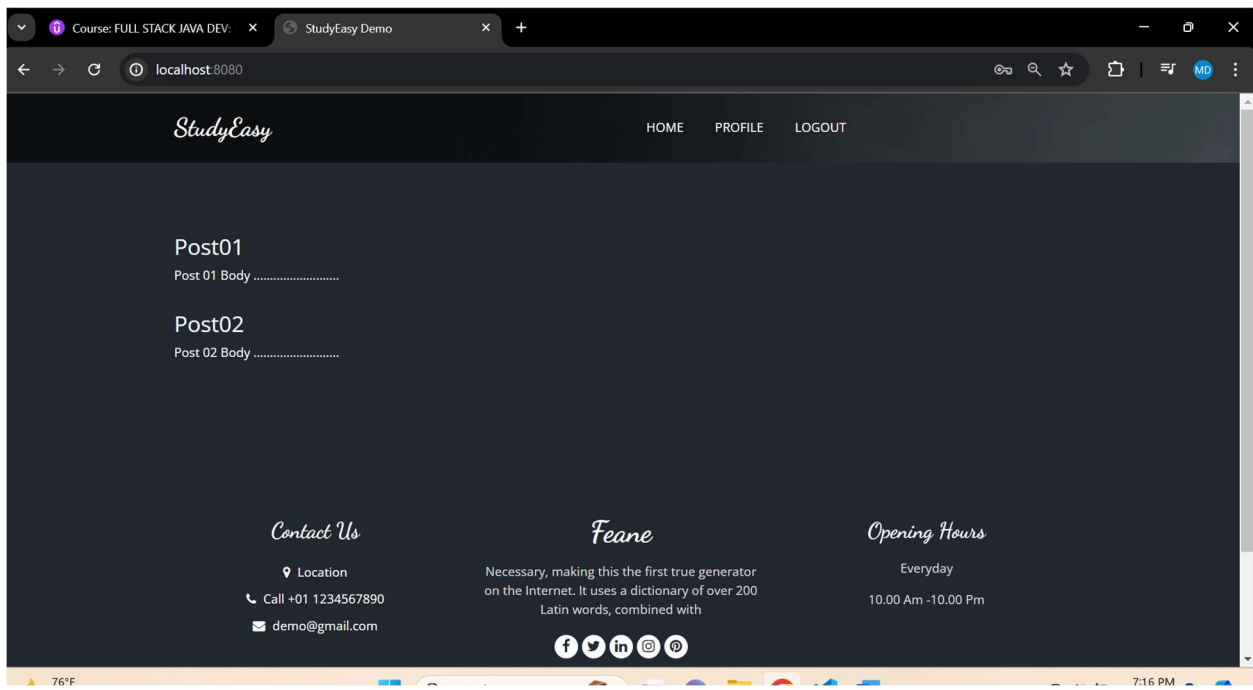 Course: FULL STACK JAVA DEV:
StudyEasy Demo
localhost:8080
MD
StudyEasy
HOME PROFILE LOGOUT
Post01
Post 01 Body ..........................
Post02
Post 02 Body ..........................
Contact Us
Location
Call +01 1234567890
demo@gmail.com
Feane
Necessary, making this the first true generator
on the Internet. It uses a dictionary of over 200
Latin words, combined with
Opening Hours
Everyday
10.00 Am -10.00 Pm
76°F
7:16 PM